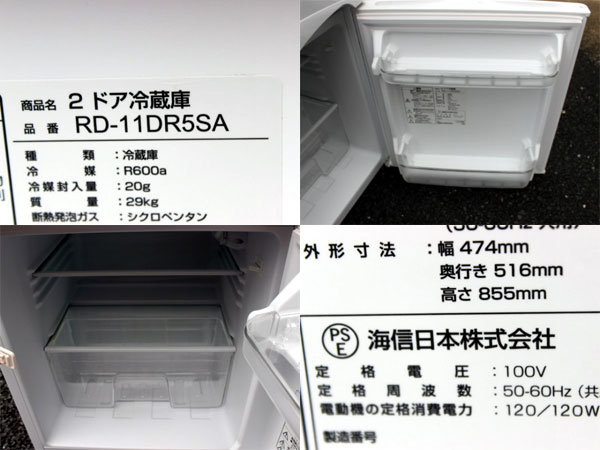 商品名 2ドア冷蔵庫
品番 RD-11DR5SA
種類：冷蔵庫
冷媒：R600a
冷媒封入量：20g
質量：29kg
断熱発泡ガス：シクロペンタン
外形寸法：幅 474mm
奥行き 516mm
高さ 855mm
PSE 海信日本株式会社
定格電圧：100V
定格周波数：50-60Hz（共
電動機の定格消費電力：120／120W
製造番号